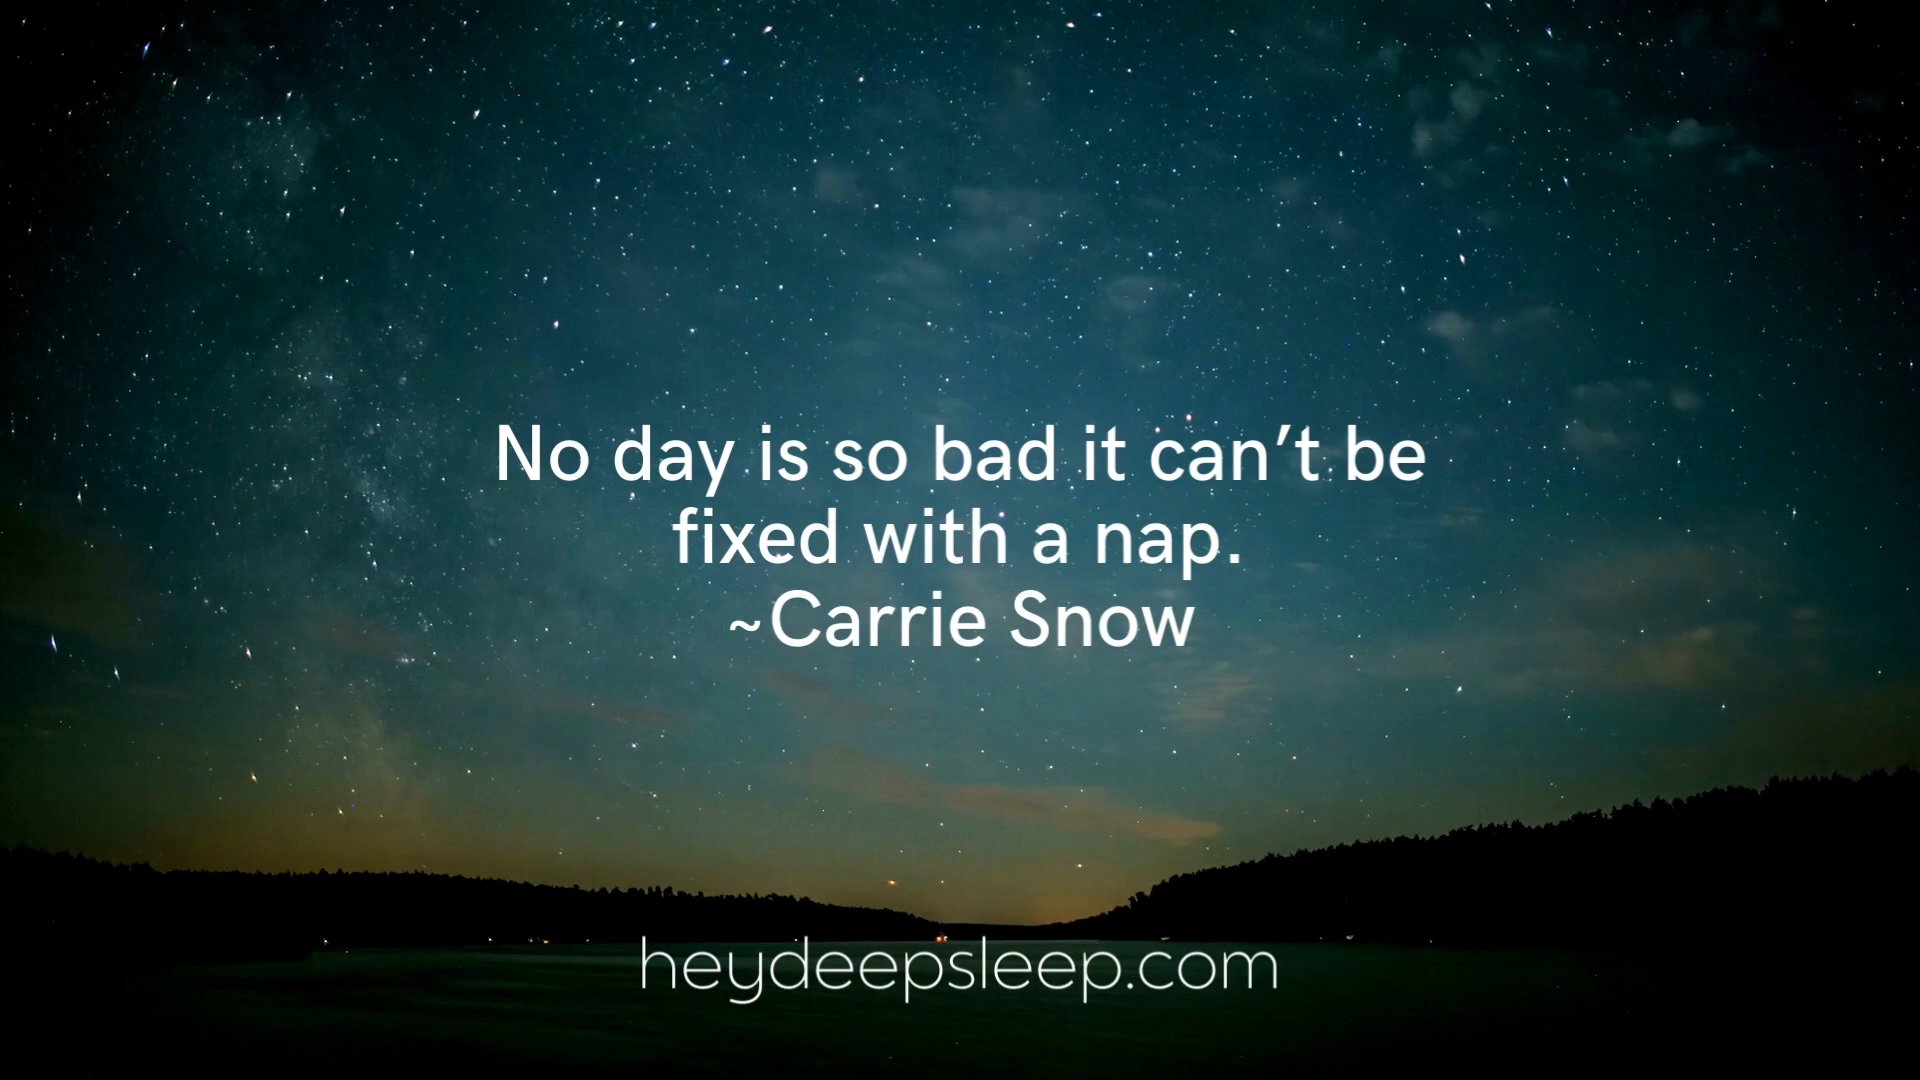 No day is so bad it can’t be
fixed with a nap.
~Carrie Snow
heydeepsleep.com